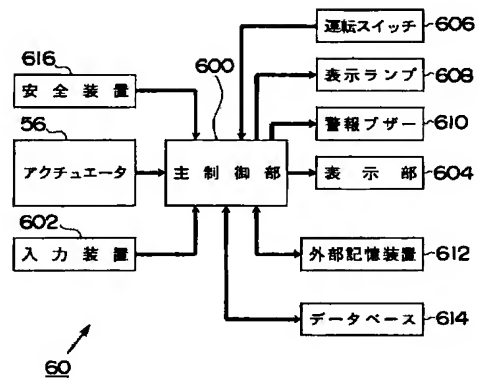 運転スイッチ 606
616
600
表示ランプ 608
安全装置
56
警報ブザー 610
アクチュエータ
主制御部
表示部 604
602
入力装置
外部記憶装置 612
データベース 614
60